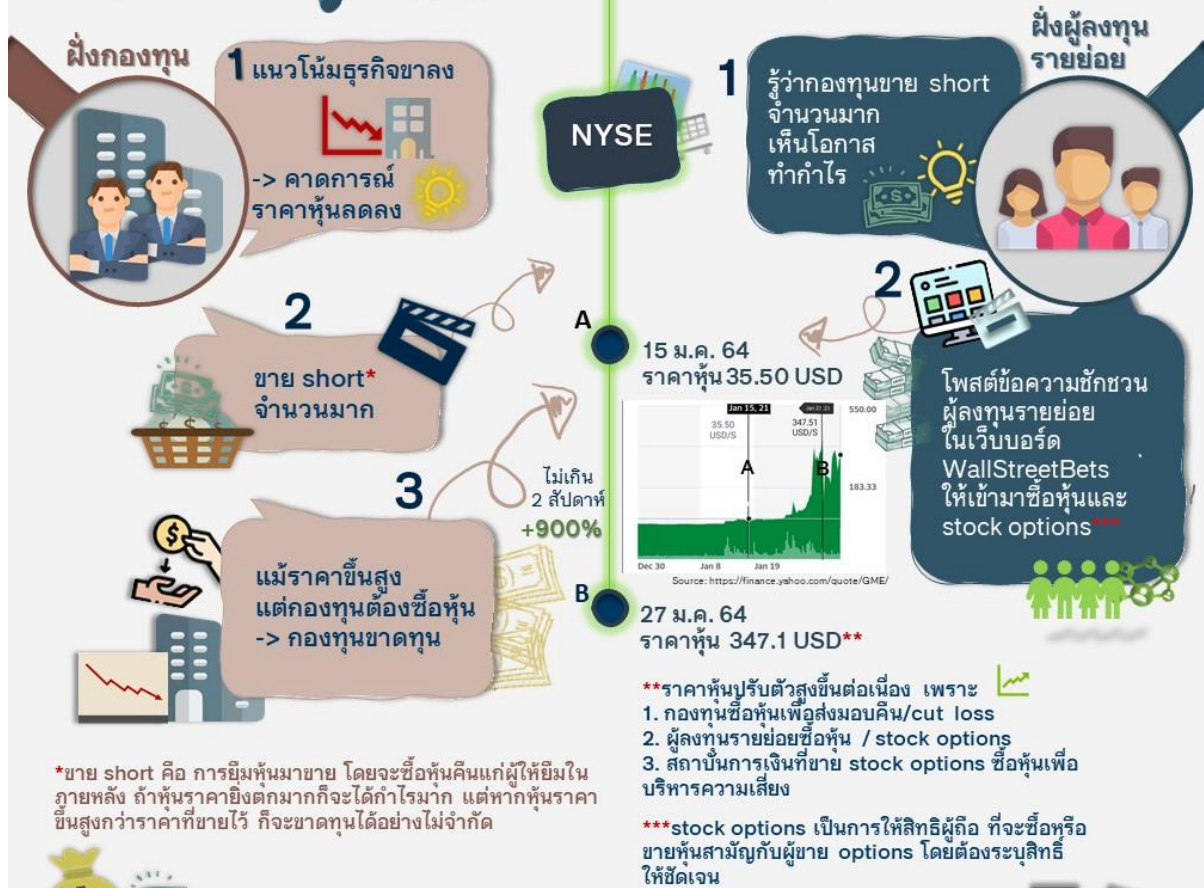 ฝั่งกองทุน
1 แนวโน้มธุรกิจขาลง
-> คาดการณ์
ราคาหุ้นลดลง
2
ขาย short*
จำนวนมาก
3
แม้ราคาขึ้นสูง
แต่กองทุนต้องซื้อหุ้น
-> กองทุนขาดทุน
*ขาย short คือ การยืมหุ้นมาขาย โดยจะซื้อหุ้นคืนแก่ผู้ให้ยืมใน
ภายหลัง ถ้าหุ้นราคายิ่งตกมากก็จะได้กำไรมาก แต่หากหุ้นราคา
ขึ้นสูงกว่าราคาที่ขายไว้ ก็จะขาดทุนได้อย่างไม่จำกัด
NYSE
A
15 ม.ค. 64
ราคาหุ้น 35.50 USD
Jan 15, 21
Jan 27, 21
550.00
35.50
USD/S
347.51
USD/S
A
B
183.33
Dec 30
Jan 8
Jan 19
Source: https://finance.yahoo.com/quote/GME/
ไม่เกิน
2 สัปดาห์
+900%
B
27 ม.ค. 64
ราคาหุ้น 347.1 USD**
**ราคาหุ้นปรับตัวสูงขึ้นต่อเนื่อง เพราะ
1. กองทุนซื้อหุ้นเพื่อส่งมอบคืน/cut loss
2. ผู้ลงทุนรายย่อยซื้อหุ้น / stock options
3. สถาบันการเงินที่ขาย stock options ซื้อหุ้นเพื่อ
บริหารความเสี่ยง
***stock options เป็นการให้สิทธิผู้ถือ ที่จะซื้อหรือ
ขายหุ้นสามัญกับผู้ขาย options โดยต้องระบุสิทธิ์
ให้ชัดเจน
ฝั่งผู้ลงทุน
รายย่อย
1
รู้ว่ากองทุนขาย short
จำนวนมาก
เห็นโอกาส
ทำกำไร
2
โพสต์ข้อความชักชวน
ผู้ลงทุนรายย่อย
ในเว็บบอร์ด
WallStreetBets
ให้เข้ามาซื้อหุ้นและ
stock options***